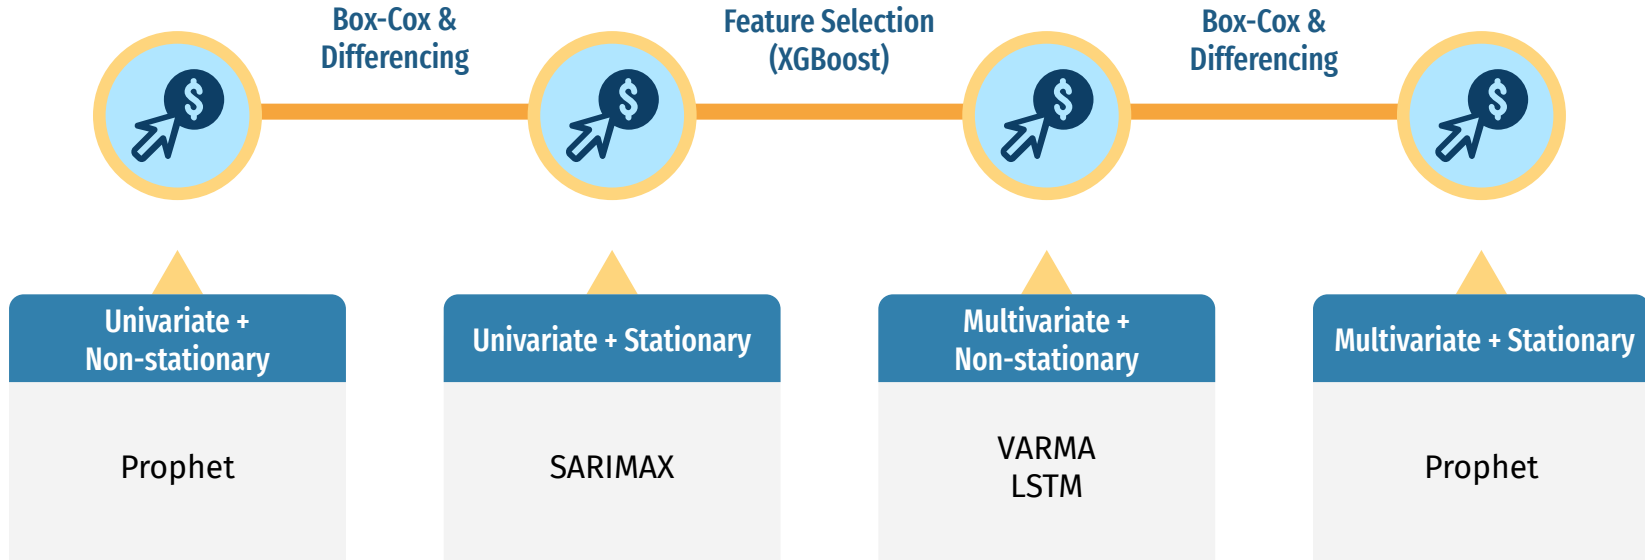 Box-Cox &
Differencing
Feature Selection
(XGBoost)
Box-Cox &
Differencing
$
$
$
$
Univariate +
Non-stationary
Univariate + Stationary
Multivariate +
Non-stationary
Multivariate + Stationary
Prophet
SARIMAX
VARMA
LSTM
Prophet